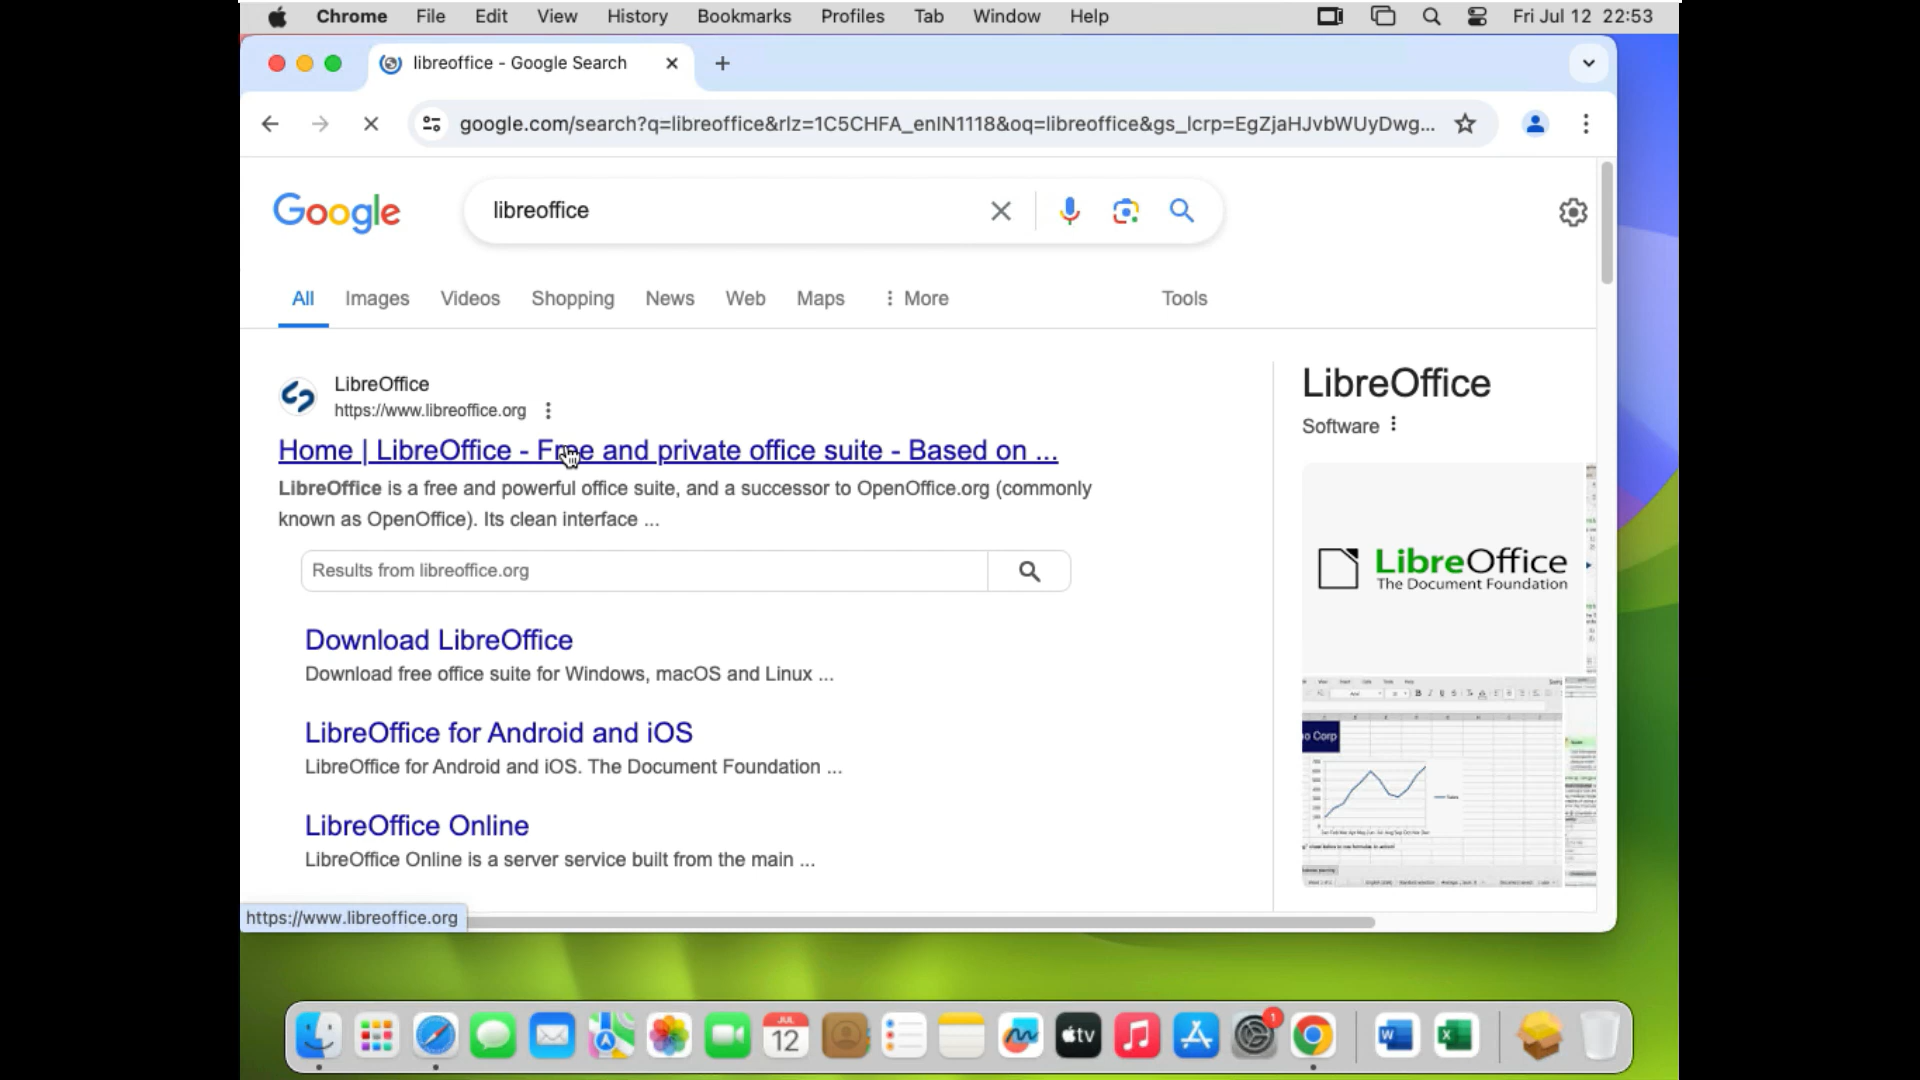 Chrome File Edit View History Bookmarks Profiles Tab Window Help Fri Jul 12 22:53
libreoffice - Google Search
google.com/search?q=libreoffice&rlz=1C5CHFA_enIN1118&oq=libreoffice&gs_lcrp=EgZjaHJvbWUyDwg...
Google
libreoffice
All Images Videos Shopping News Web Maps More Tools
LibreOffice
https://www.libreoffice.org
Home | LibreOffice - Free and private office suite - Based on ...
LibreOffice is a free and powerful office suite, and a successor to OpenOffice.org (commonly
known as OpenOffice). Its clean interface ...
Results from libreoffice.org
Download LibreOffice
Download free office suite for Windows, macOS and Linux ...
LibreOffice for Android and iOS
LibreOffice for Android and iOS. The Document Foundation ...
LibreOffice Online
LibreOffice Online is a server service built from the main ...
LibreOffice
Software
LibreOffice
The Document Foundation
o Corp
https://www.libreoffice.org
JUL
12
tv
1
W
X